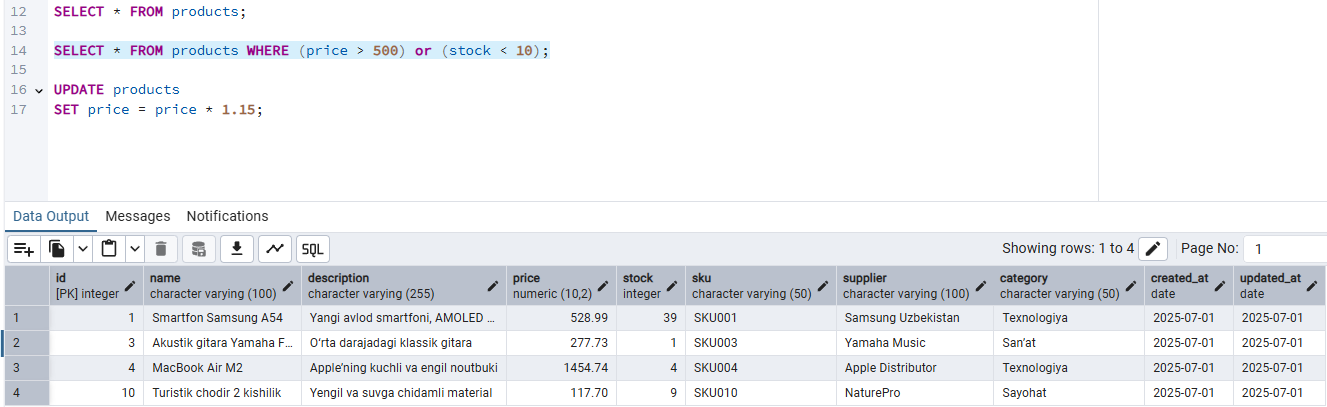 12 SELECT * FROM products;
13
14 SELECT * FROM products WHERE (price > 500) or (stock < 10);
15
16 UPDATE products
17 SET price = price * 1.15;
Data Output Messages Notifications
SQL Showing rows: 1 to 4 Page No: 1
id name description price stock sku supplier category created_at updated_at
[PK] integer character varying (100) character varying (255) numeric (10,2) integer character varying (50) character varying (100) character varying (50) date date
1 1 Smartfon Samsung A54 Yangi avlod smartfoni, AMOLED ... 528.99 39 SKU001 Samsung Uzbekistan Texnologiya 2025-07-01 2025-07-01
2 3 Akustik gitara Yamaha F... O‘rta darajadagi klassik gitara 277.73 1 SKU003 Yamaha Music San’at 2025-07-01 2025-07-01
3 4 MacBook Air M2 Apple’ning kuchli va engil noutbuki 1454.74 4 SKU004 Apple Distributor Texnologiya 2025-07-01 2025-07-01
4 10 Turistik chodir 2 kishilik Yengil va suvga chidamli material 117.70 9 SKU010 NaturePro Sayohat 2025-07-01 2025-07-01